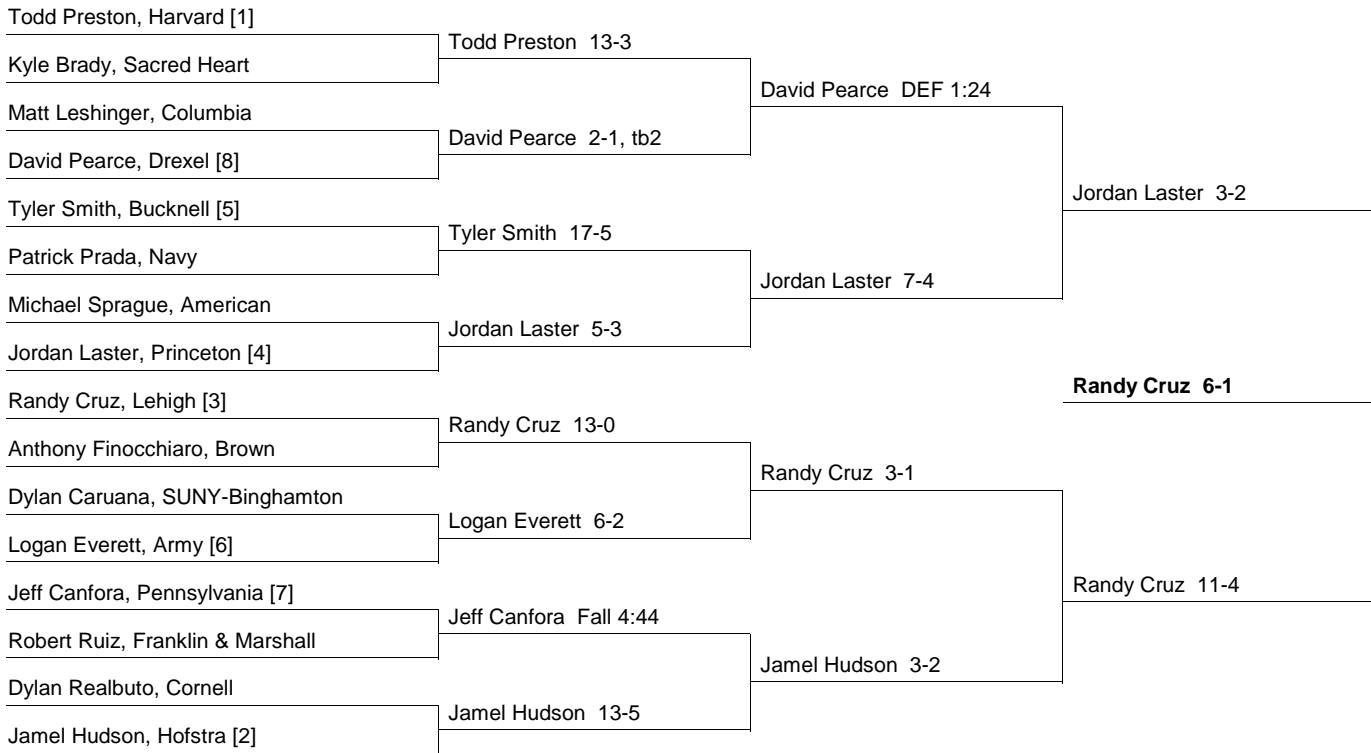 Todd Preston, Harvard [1]
Todd Preston 13-3
Kyle Brady, Sacred Heart
David Pearce DEF 1:24
Matt Leshinger, Columbia
David Pearce 2-1, tb2
David Pearce, Drexel [8]
Jordan Laster 3-2
Tyler Smith, Bucknell [5]
Tyler Smith 17-5
Patrick Prada, Navy
Jordan Laster 7-4
Michael Sprague, American
Jordan Laster 5-3
Jordan Laster, Princeton [4]
Randy Cruz 6-1
Randy Cruz, Lehigh [3]
Randy Cruz 13-0
Anthony Finocchiaro, Brown
Randy Cruz 3-1
Dylan Caruana, SUNY-Binghamton
Logan Everett 6-2
Logan Everett, Army [6]
Randy Cruz 11-4
Jeff Canfora, Pennsylvania [7]
Jeff Canfora Fall 4:44
Robert Ruiz, Franklin & Marshall
Jamel Hudson 3-2
Dylan Realbuto, Cornell
Jamel Hudson 13-5
Jamel Hudson, Hofstra [2]